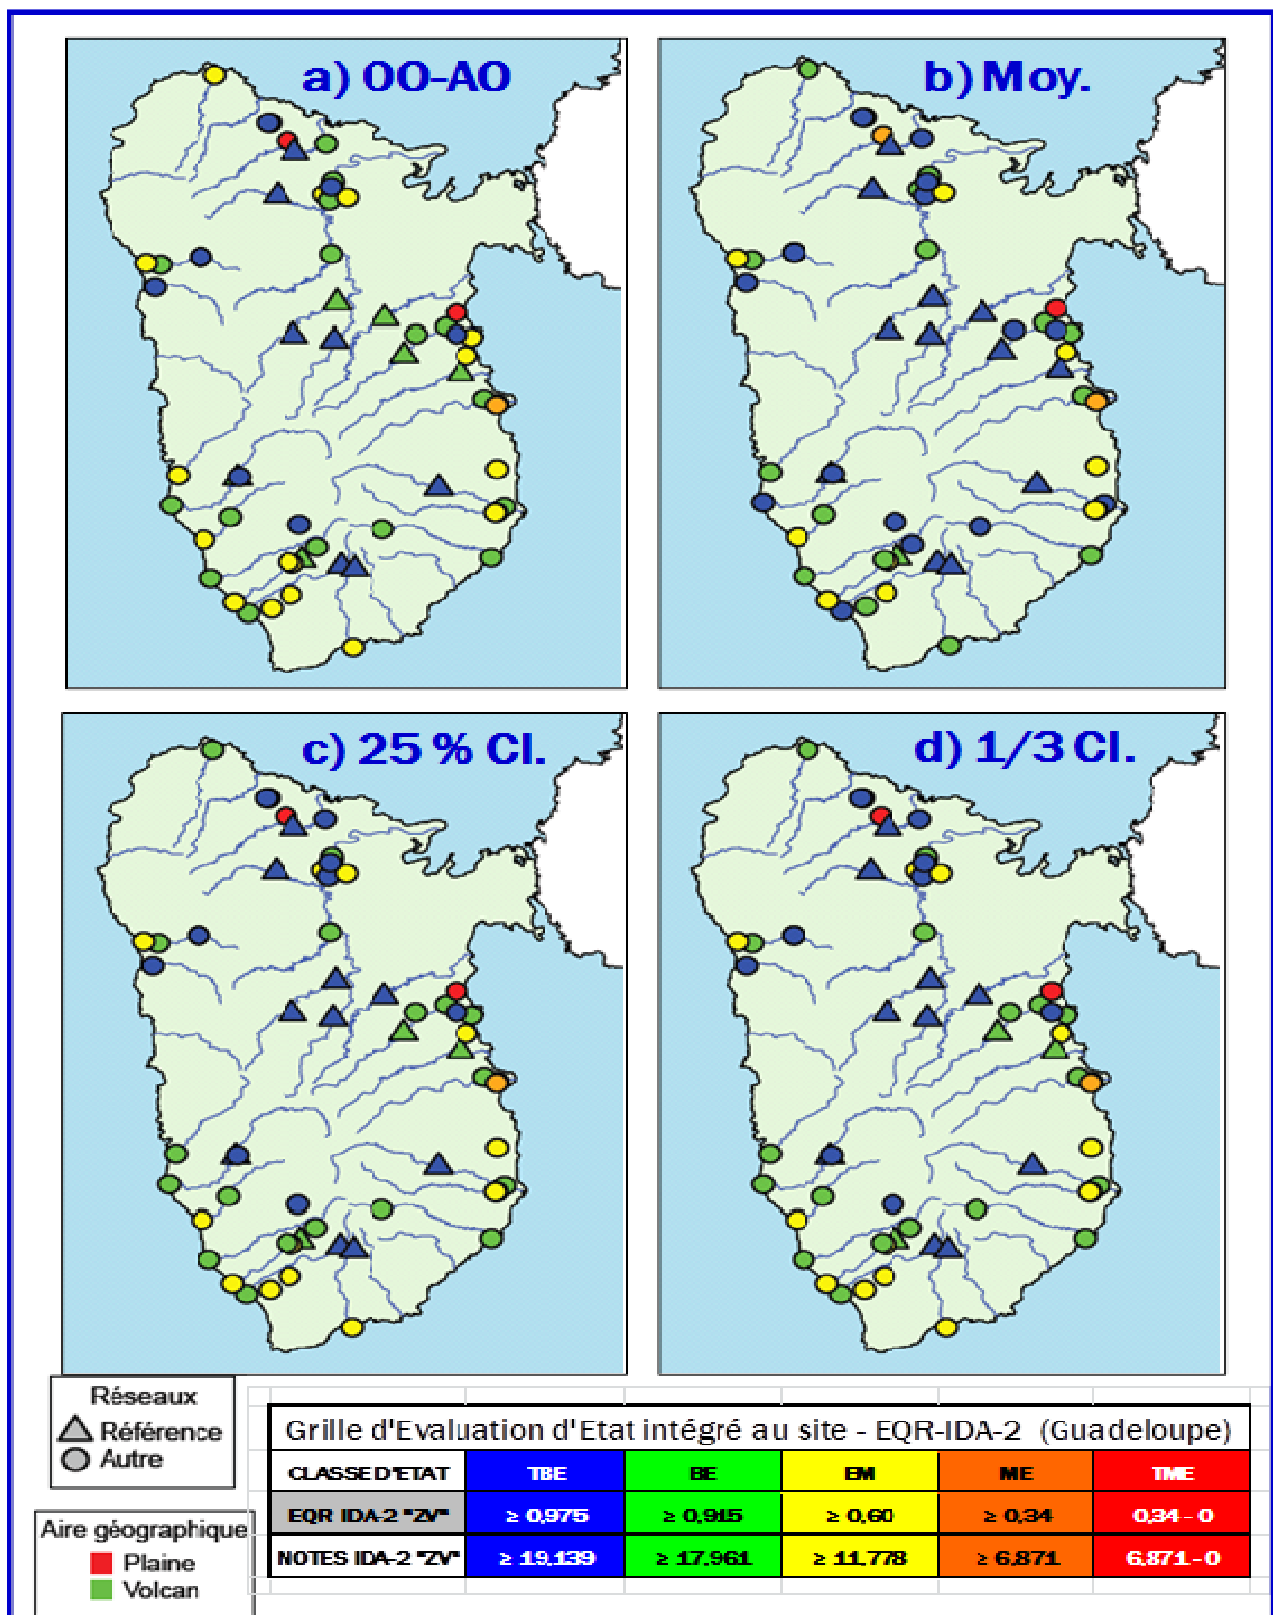 a) OO-AO
b) Moy.
c) 25 % Cl.
d) 1/3 Cl.
Réseaux
Référence
Autre
Aire géographique
Plaine
Volcan
Grille d'Evaluation d'Etat intégré au site - EQR-IDA-2 (Guadeloupe)
CLASSE D'ETAT TBE BE EM ME TME
EQR IDA-2 "ZV" ≥ 0,975 ≥ 0,915 ≥ 0,60 ≥ 0,34 0,34 - 0
NOTES IDA-2 "ZV" ≥ 19,139 ≥ 17,961 ≥ 11,778 ≥ 6,871 6,871 - 0